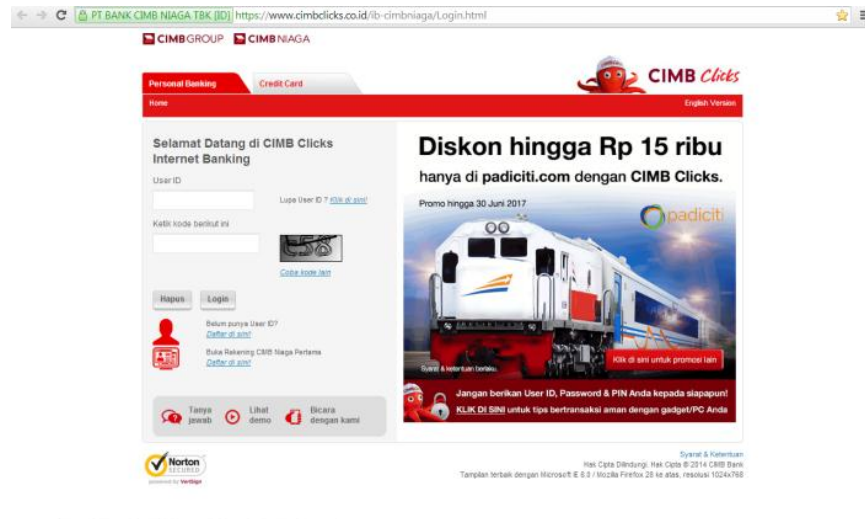 PT BANK CIMB NIAGA TBK [ID] https://www.cimbclicks.co.id/ib-cimbniaga/Login.html
CIMB GROUP CIMB NIAGA
CIMB Clicks
Personal Banking Credit Card
Home English Version
Selamat Datang di CIMB Clicks
Internet Banking
User ID
Lupa User ID ? Klik di sini!
Ketik kode berikut ini
Coba kode lain
Hapus Login
Belum punya User ID?
Daftar di sini!
Buka Rekening CIMB Niaga Pertama
Daftar di sini!
Tanya
jawab
Lihat
demo
Bicara
dengan kami
Diskon hingga Rp 15 ribu
hanya di padiciti.com dengan CIMB Clicks.
Promo hingga 30 Juni 2017
padiciti
Klik di sini untuk promosi lain
Syarat & ketentuan berlaku.
Jangan berikan User ID, Password & PIN Anda kepada siapapun!
KLIK DI SINI untuk tips bertransaksi aman dengan gadget/PC Anda
Norton
SECURED
powered by VeriSign
Syarat & Ketentuan
Hak Cipta Dilindungi. Hak Cipta © 2014 CIMB Bank
Tampilan terbaik dengan Microsoft IE 6.0 / Mozilla Firefox 28 ke atas, resolusi 1024x768